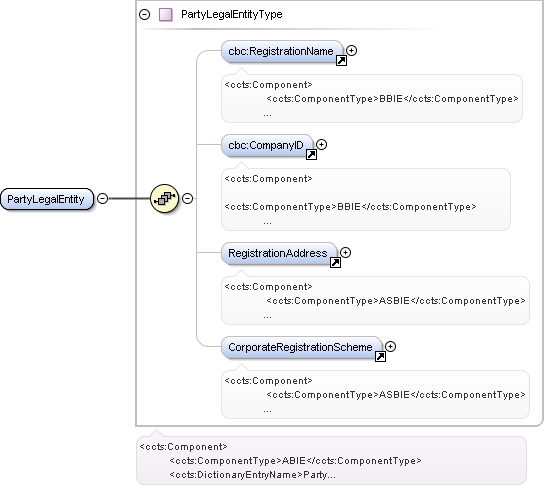 PartyLegalEntityType
cbc:RegistrationName
<ccts:Component>
<ccts:ComponentType>BBIE</ccts:ComponentType>
...
cbc:CompanyID
<ccts:Component>
<ccts:ComponentType>BBIE</ccts:ComponentType>
...
PartyLegalEntity
RegistrationAddress
<ccts:Component>
<ccts:ComponentType>ASBIE</ccts:ComponentType>
...
CorporateRegistrationScheme
<ccts:Component>
<ccts:ComponentType>ASBIE</ccts:ComponentType>
...
<ccts:Component>
<ccts:ComponentType>ABIE</ccts:ComponentType>
<ccts:DictionaryEntryName>Party...